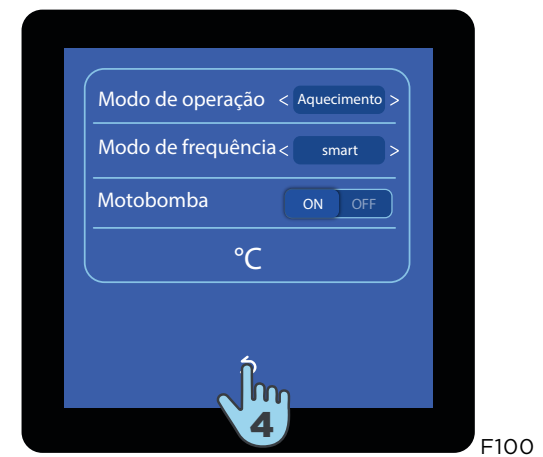 Modo de operação < Aquecimento >
Modo de frequência < smart >
Motobomba ON OFF
°C
4
F100